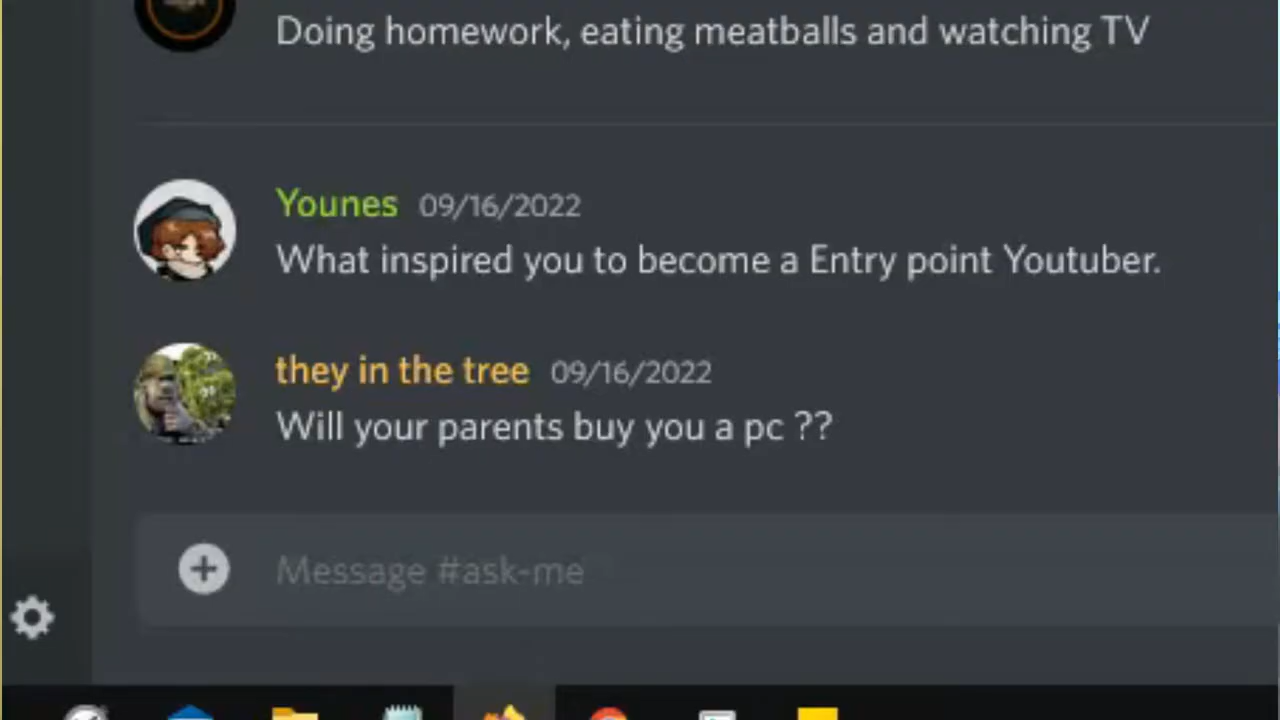 Doing homework, eating meatballs and watching TV
Younes 09/16/2022
What inspired you to become a Entry point Youtuber.
they in the tree 09/16/2022
Will your parents buy you a pc ??
Message #ask-me